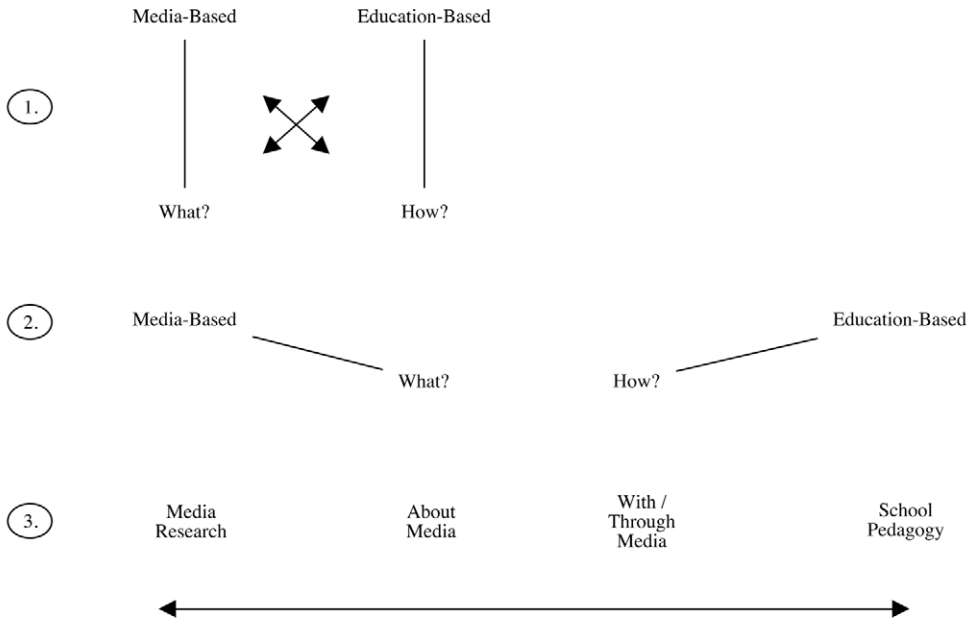 Media-Based
Education-Based
1.
What?
How?
2.
Media-Based
Education-Based
What?
How?
3.
Media
Research
About
Media
With /
Through
Media
School
Pedagogy